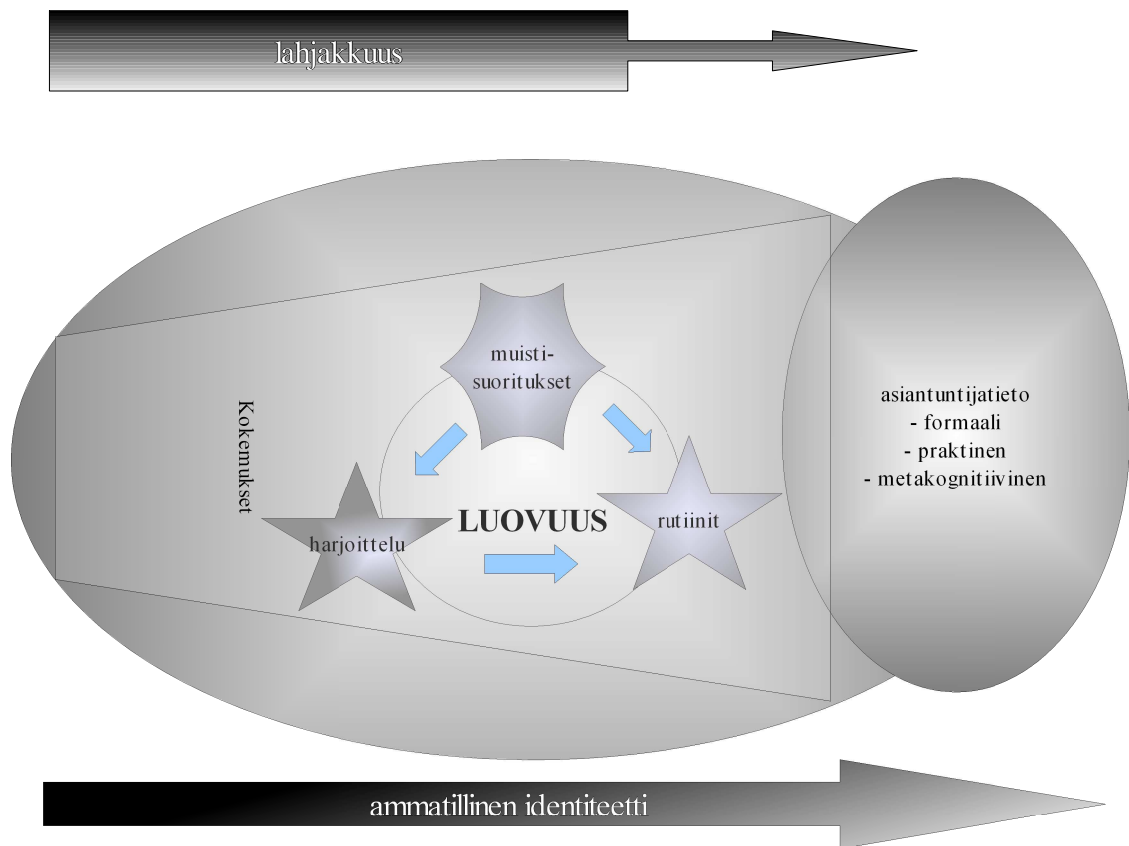 lahjakkuus
muisti-
suoritukset
Kokemukset
asiantuntijatieto
- formaali
- praktinen
- metakognitiivinen
LUOVUUS
rutiinit
harjoittelu
ammatillinen identiteetti